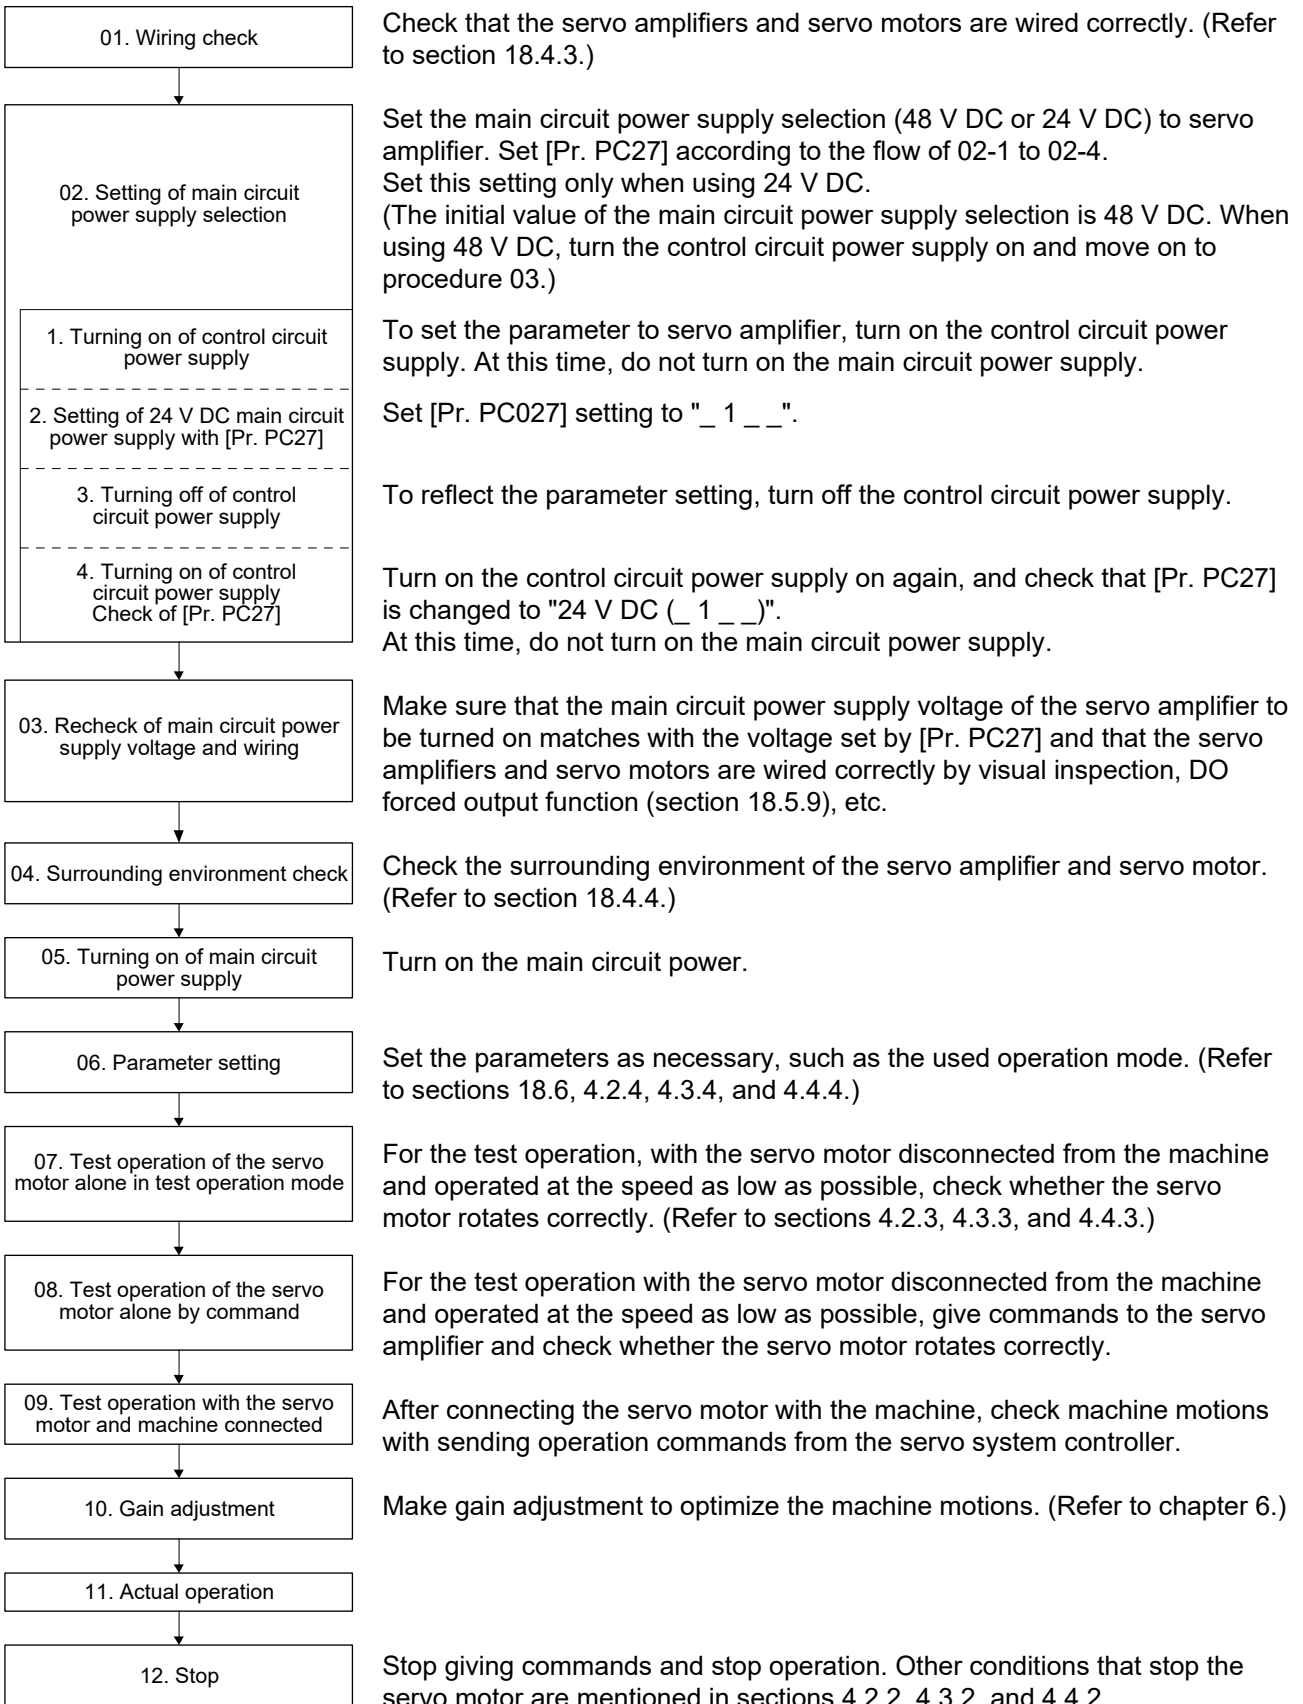 01. Wiring check
Check that the servo amplifiers and servo motors are wired correctly. (Refer
to section 18.4.3.)
02. Setting of main circuit
power supply selection
Set the main circuit power supply selection (48 V DC or 24 V DC) to servo
amplifier. Set [Pr. PC27] according to the flow of 02-1 to 02-4.
Set this setting only when using 24 V DC.
(The initial value of the main circuit power supply selection is 48 V DC. When
using 48 V DC, turn the control circuit power supply on and move on to
procedure 03.)
1. Turning on of control circuit
power supply
To set the parameter to servo amplifier, turn on the control circuit power
supply. At this time, do not turn on the main circuit power supply.
2. Setting of 24 V DC main circuit
power supply with [Pr. PC27]
Set [Pr. PC027] setting to "_ 1 _ _".
3. Turning off of control
circuit power supply
To reflect the parameter setting, turn off the control circuit power supply.
4. Turning on of control
circuit power supply
Check of [Pr. PC27]
Turn on the control circuit power supply on again, and check that [Pr. PC27]
is changed to "24 V DC (_ 1 _ _)".
At this time, do not turn on the main circuit power supply.
03. Recheck of main circuit power
supply voltage and wiring
Make sure that the main circuit power supply voltage of the servo amplifier to
be turned on matches with the voltage set by [Pr. PC27] and that the servo
amplifiers and servo motors are wired correctly by visual inspection, DO
forced output function (section 18.5.9), etc.
04. Surrounding environment check
Check the surrounding environment of the servo amplifier and servo motor.
(Refer to section 18.4.4.)
05. Turning on of main circuit
power supply
Turn on the main circuit power.
06. Parameter setting
Set the parameters as necessary, such as the used operation mode. (Refer
to sections 18.6, 4.2.4, 4.3.4, and 4.4.4.)
07. Test operation of the servo
motor alone in test operation mode
For the test operation, with the servo motor disconnected from the machine
and operated at the speed as low as possible, check whether the servo
motor rotates correctly. (Refer to sections 4.2.3, 4.3.3, and 4.4.3.)
08. Test operation of the servo
motor alone by command
For the test operation with the servo motor disconnected from the machine
and operated at the speed as low as possible, give commands to the servo
amplifier and check whether the servo motor rotates correctly.
09. Test operation with the servo
motor and machine connected
After connecting the servo motor with the machine, check machine motions
with sending operation commands from the servo system controller.
10. Gain adjustment
Make gain adjustment to optimize the machine motions. (Refer to chapter 6.)
11. Actual operation
12. Stop
Stop giving commands and stop operation. Other conditions that stop the
servo motor are mentioned in sections 4.2.2, 4.3.2, and 4.4.2.